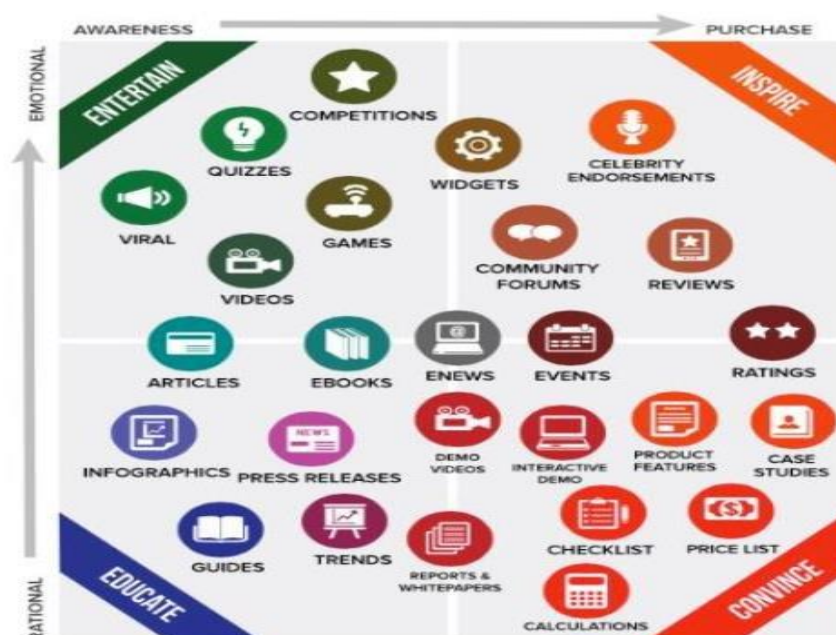 AWARENESS
PURCHASE
EMOTIONAL
ENTERTAIN
INSPIRE
COMPETITIONS
QUIZZES
WIDGETS
CELEBRITY
ENDORSEMENTS
VIRAL
GAMES
VIDEOS
COMMUNITY
FORUMS
REVIEWS
ARTICLES
EBOOKS
@
ENEWS
EVENTS
RATINGS
INFOGRAPHICS
NEWS
PRESS RELEASES
DEMO
VIDEOS
INTERACTIVE
DEMO
PRODUCT
FEATURES
CASE
STUDIES
GUIDES
TRENDS
REPORTS &
WHITEPAPERS
CHECKLIST
$
PRICE LIST
CALCULATIONS
RATIONAL
EDUCATE
CONVINCE